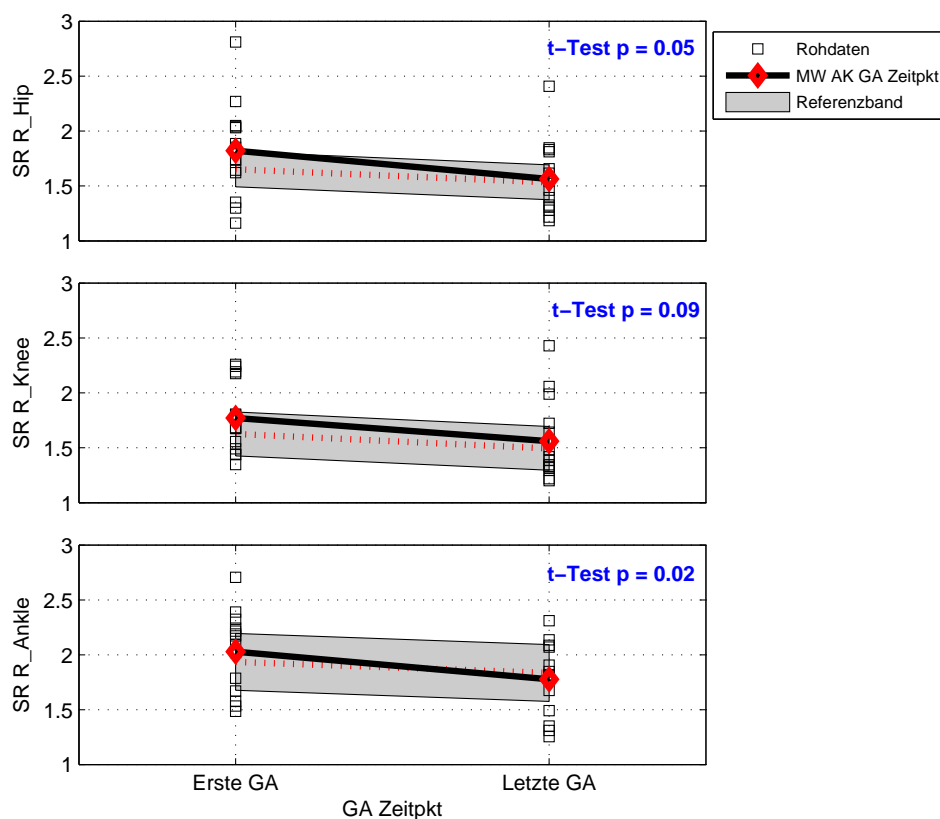 3
2.5
2
1.5
1
SR R_Hip
t−Test p = 0.05
Rohdaten
MW AK GA Zeitpkt
Referenzband
3
2.5
2
1.5
1
SR R_Knee
t−Test p = 0.09
3
2.5
2
1.5
1
SR R_Ankle
t−Test p = 0.02
Erste GA
Letzte GA
GA Zeitpkt